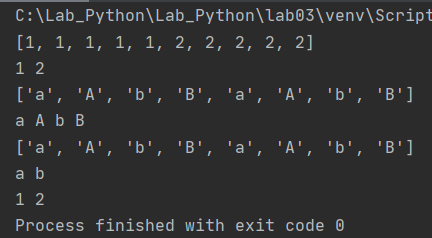 C:\Lab_Python\Lab_Python\lab03\venv\Script
[1, 1, 1, 1, 1, 2, 2, 2, 2, 2]
1 2
['a', 'A', 'b', 'B', 'a', 'A', 'b', 'B']
a A b B
['a', 'A', 'b', 'B', 'a', 'A', 'b', 'B']
a b
1 2
Process finished with exit code 0